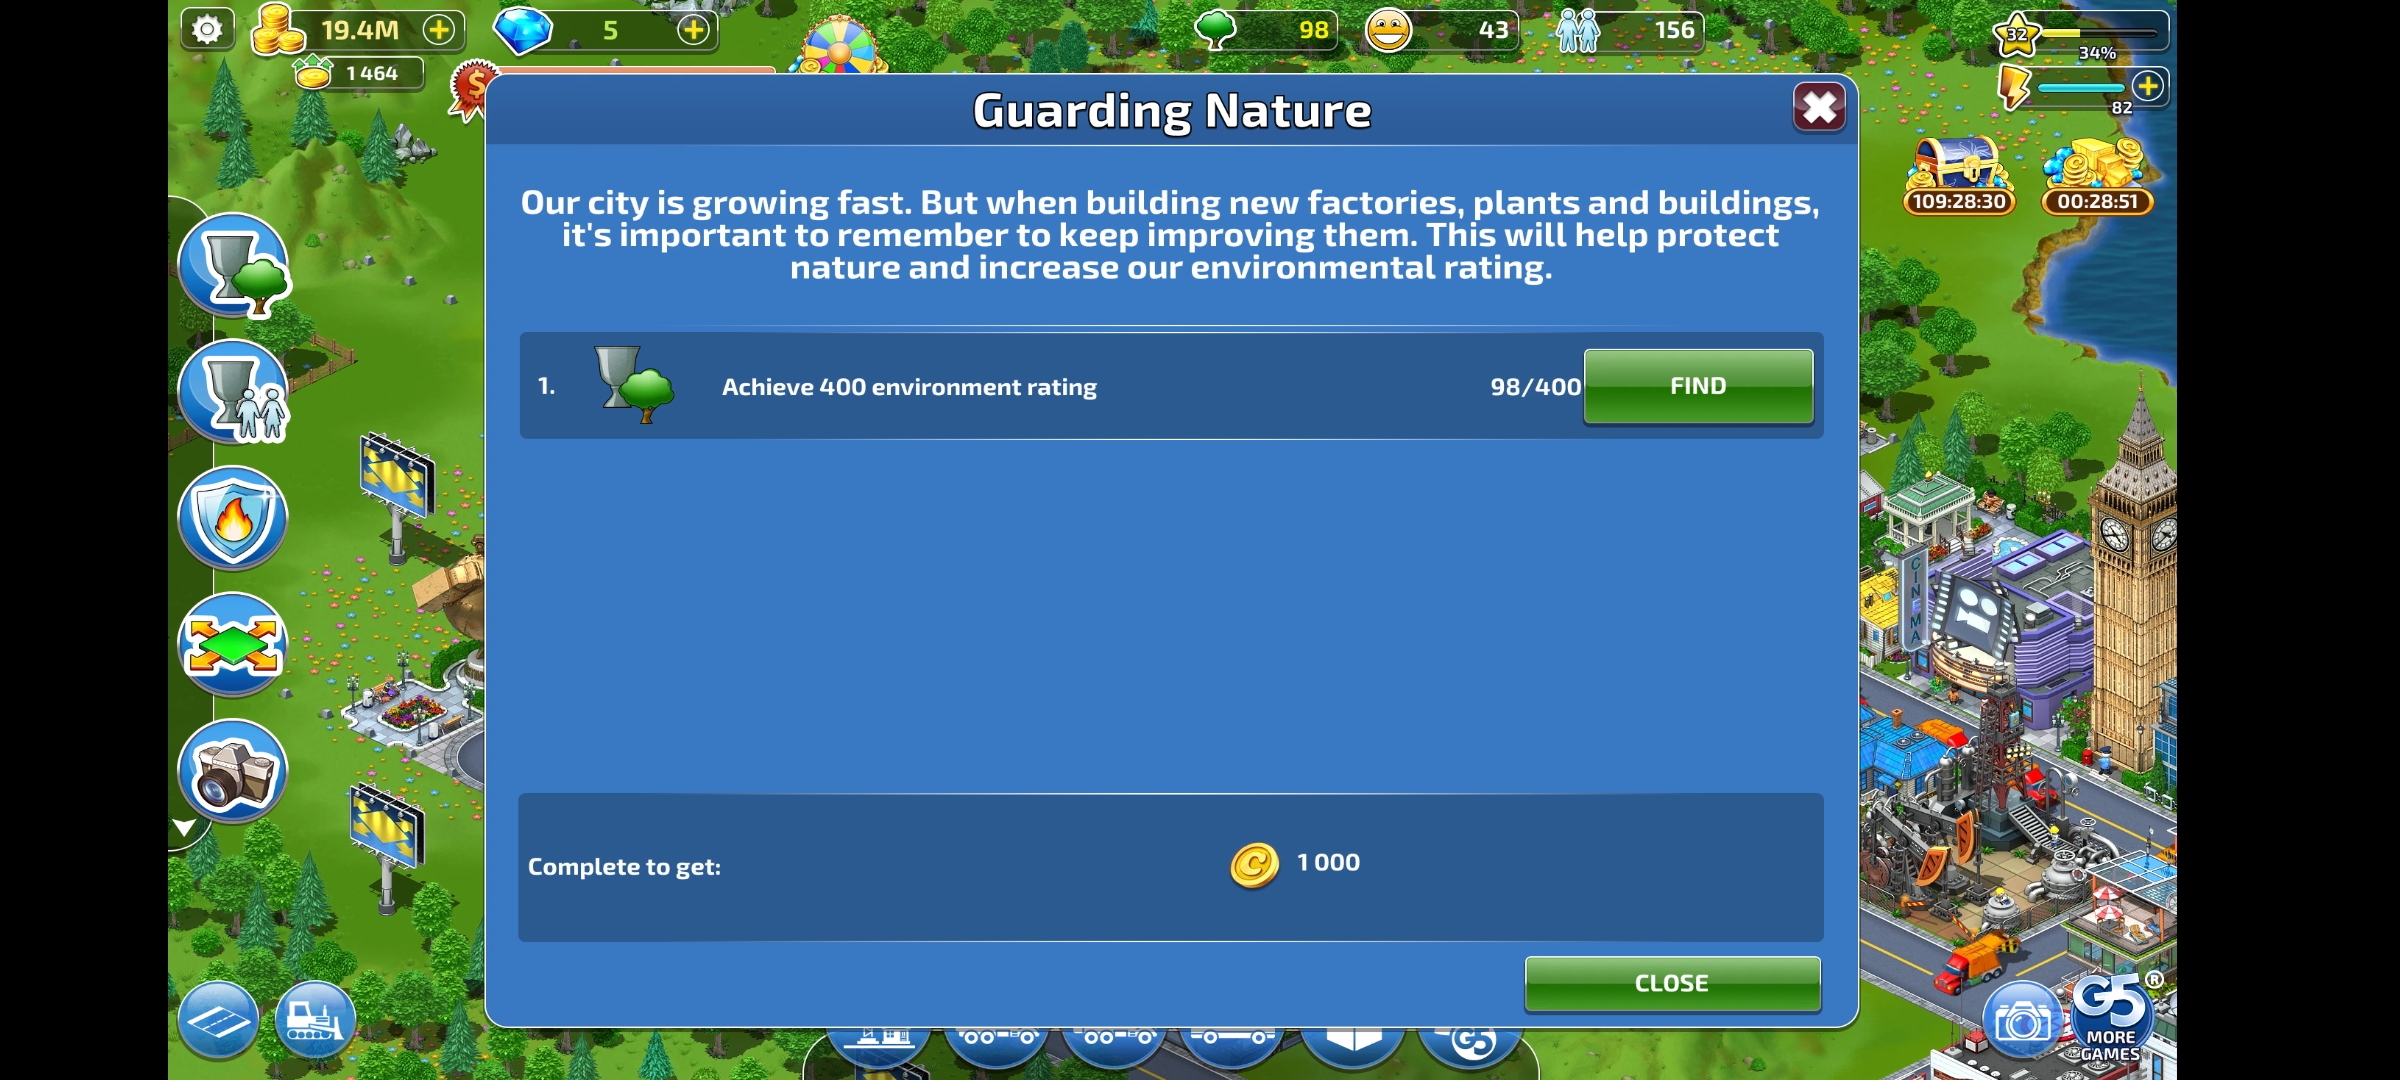 19.4M
5
98
43
156
32
34%
1 464
82
109:28:30
00:28:51
Guarding Nature
Our city is growing fast. But when building new factories, plants and buildings,
it's important to remember to keep improving them. This will help protect
nature and increase our environmental rating.
1.
Achieve 400 environment rating
98/400
FIND
CINEMA
Complete to get:
1 000
CLOSE
G5
G5 ®
MORE
GAMES